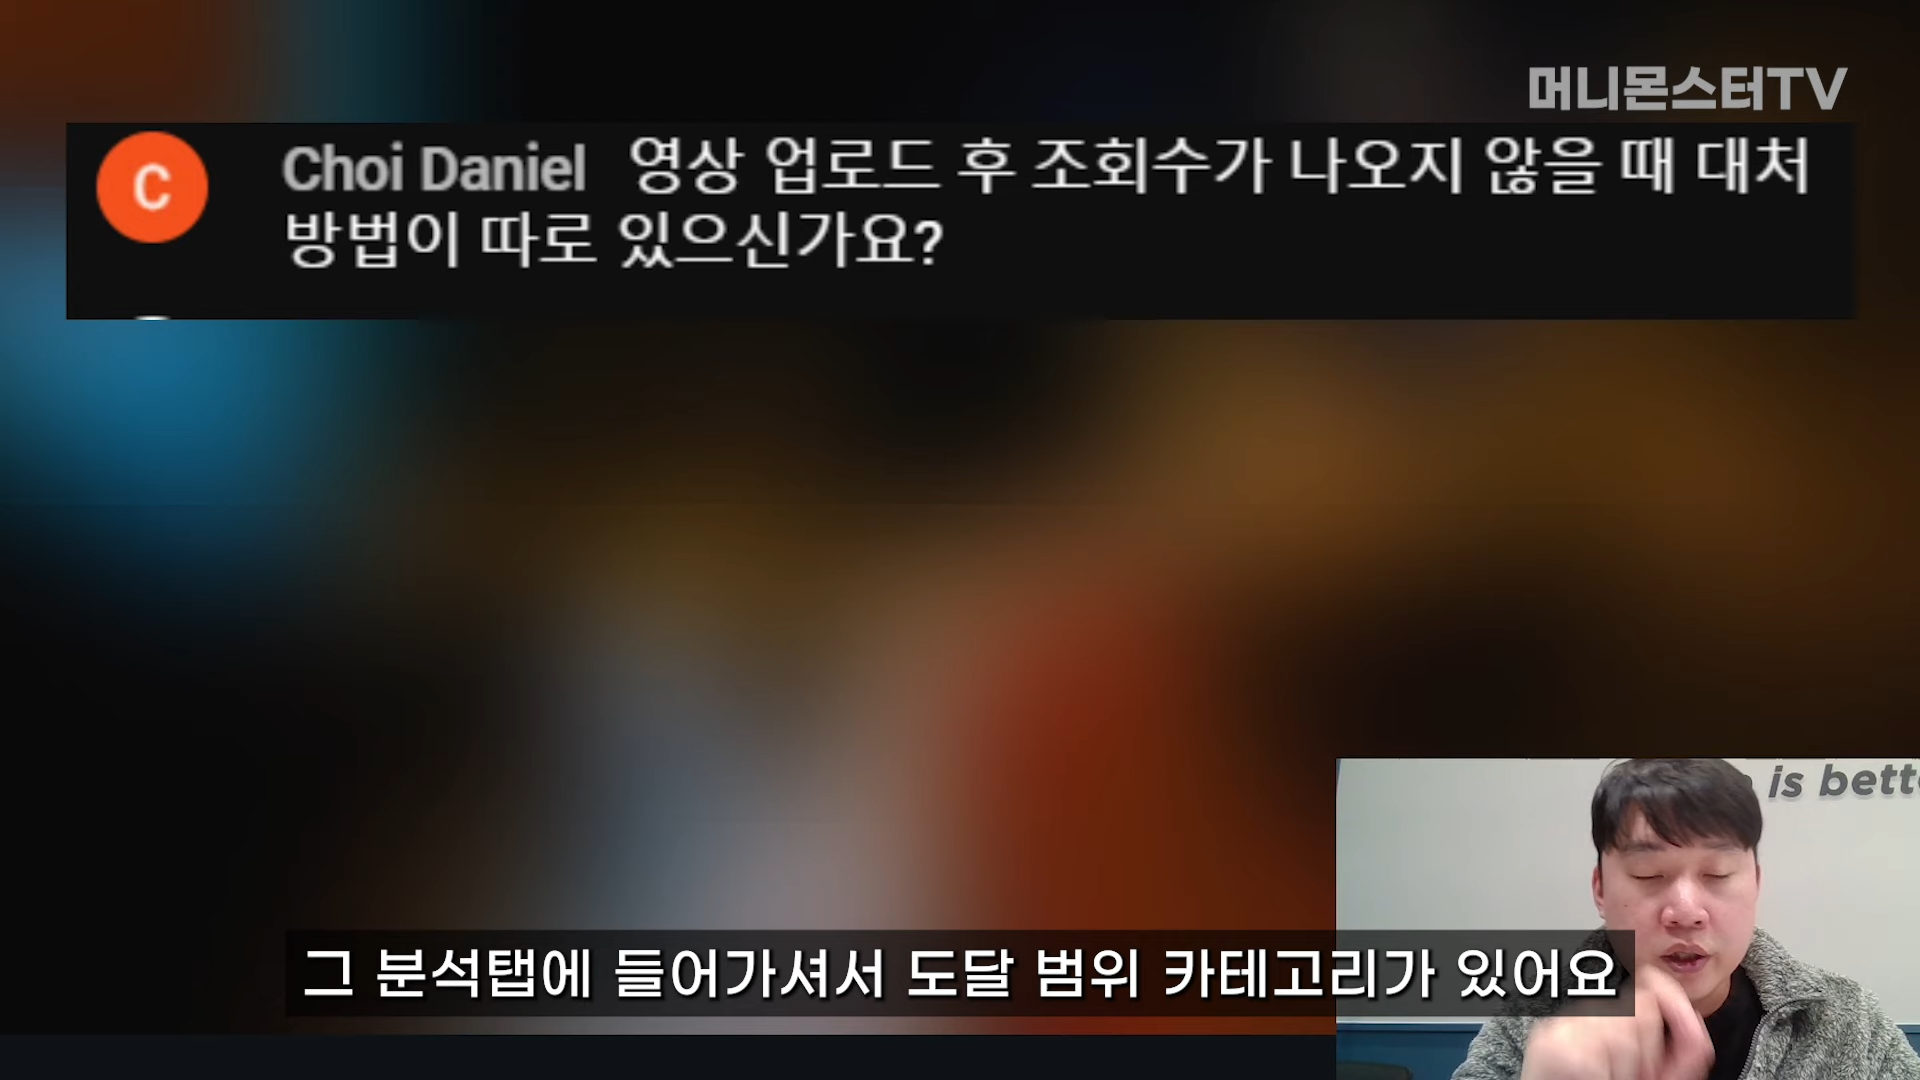 머니몬스터TV
C
Choi Daniel 영상 업로드 후 조회수가 나오지 않을 때 대처
방법이 따로 있으신가요?
is bett
그 분석탭에 들어가셔서 도달 범위 카테고리가 있어요